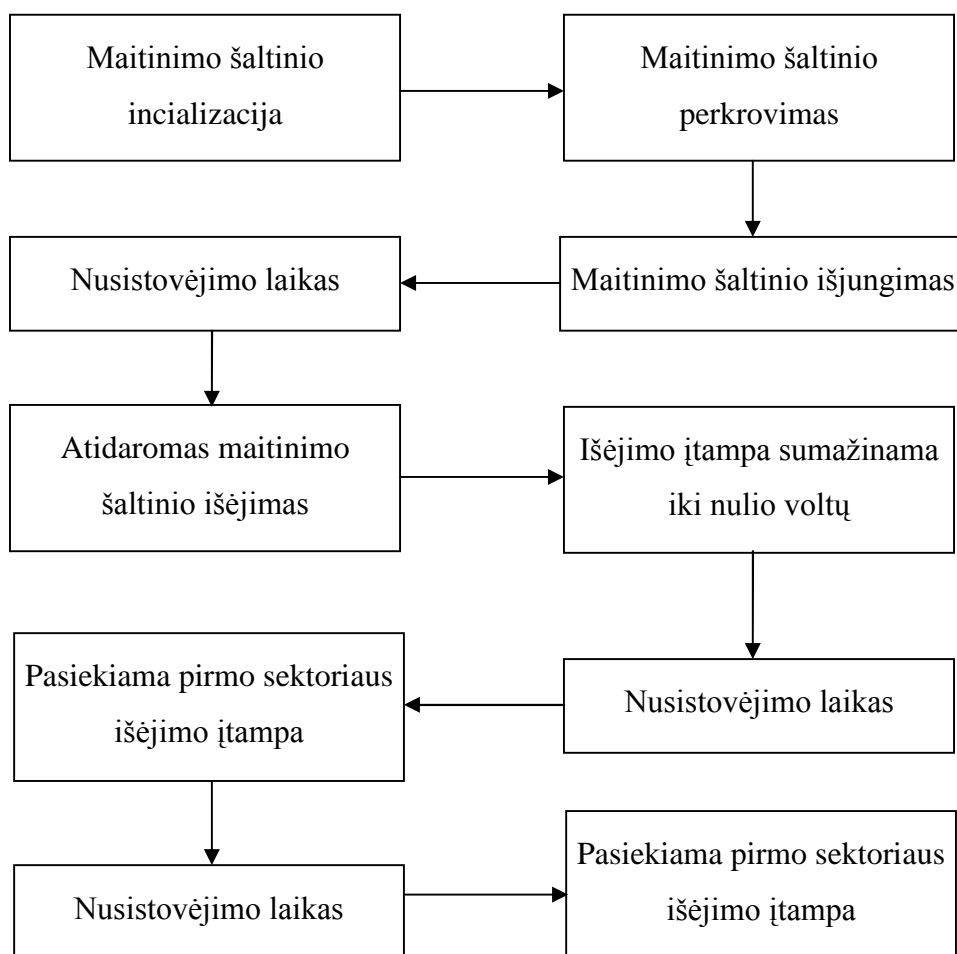 Maitinimo šaltinio
incializacija
Maitinimo šaltinio
perkrovimas
Maitinimo šaltinio išjungimas
Nusistovėjimo laikas
Atidaromas maitinimo
šaltinio išėjimas
Išėjimo įtampa sumažinama
iki nulio voltų
Nusistovėjimo laikas
Pasiekiama pirmo sektoriaus
išėjimo įtampa
Nusistovėjimo laikas
Pasiekiama pirmo sektoriaus
išėjimo įtampa